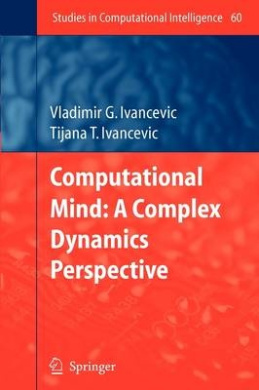 Studies in Computational Intelligence 60
Vladimir G. Ivancevic
Tijana T. Ivancevic
Computational
Mind: A Complex
Dynamics
Perspective
Springer